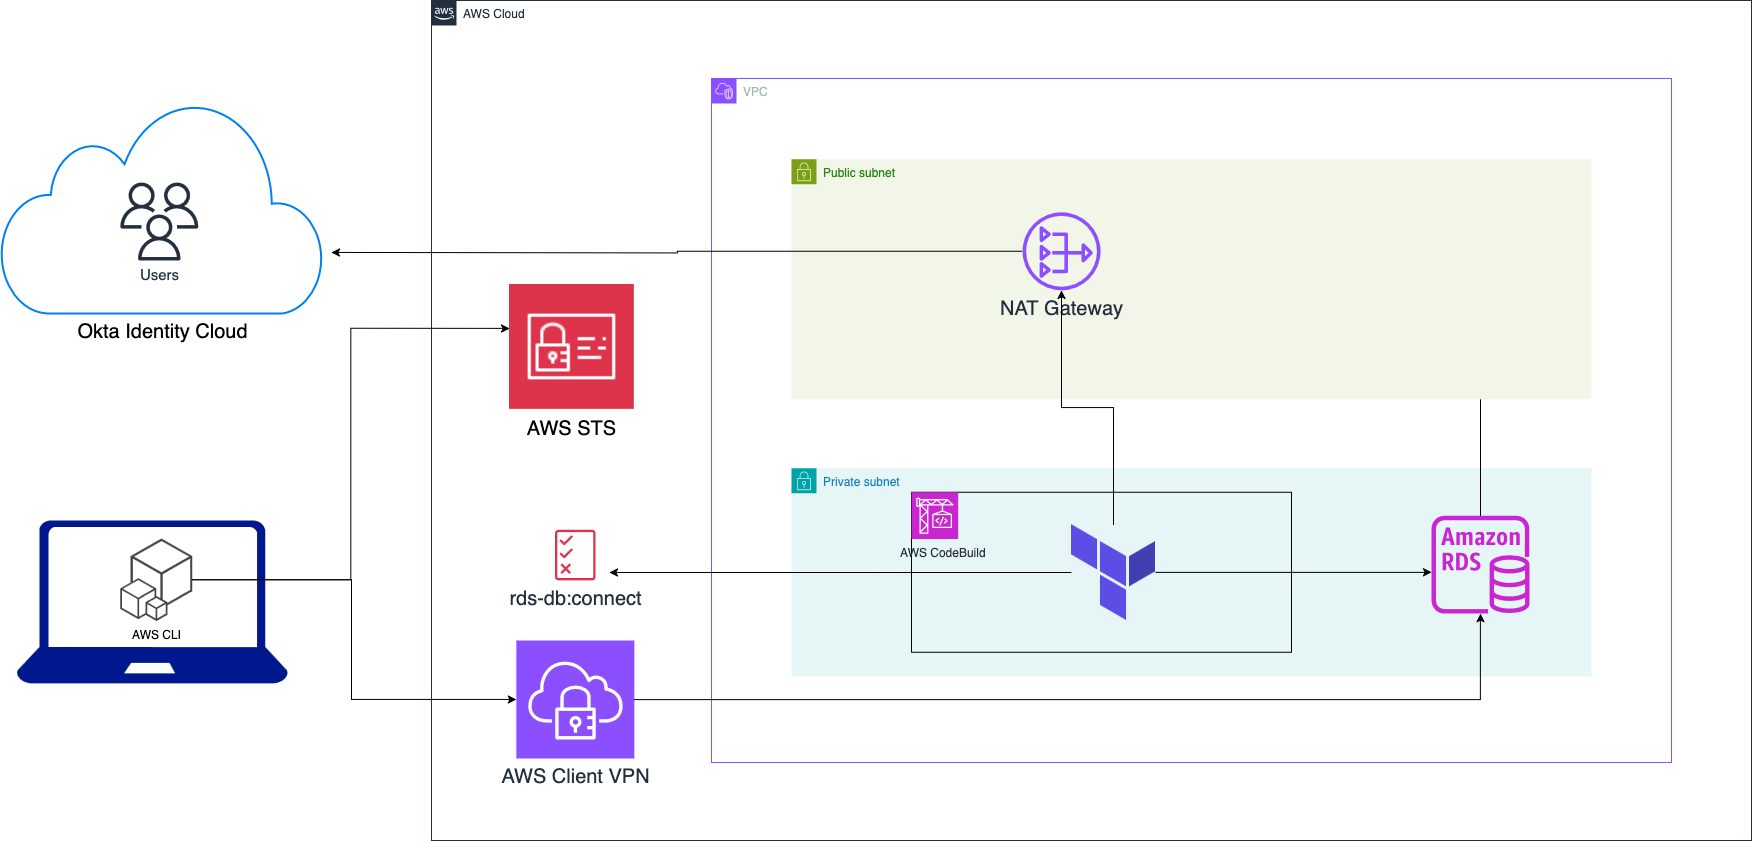 aws
AWS Cloud
VPC
Public subnet
Users
NAT Gateway
Okta Identity Cloud
AWS STS
Private subnet
Amazon
RDS
AWS CodeBuild
rds-db:connect
AWS CLI
AWS Client VPN